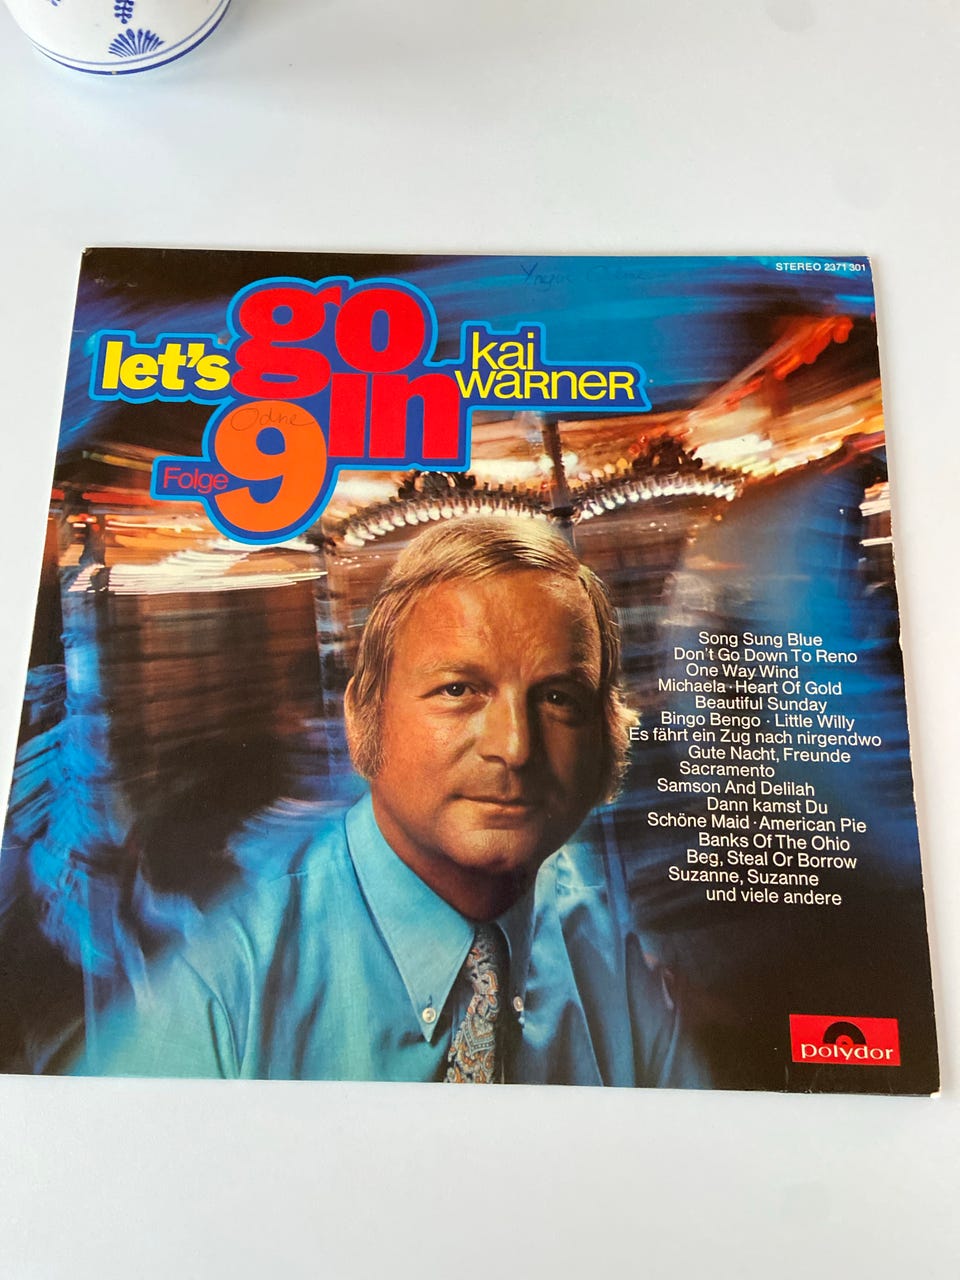 STEREO 2371 301
let's go in
kai
warner
Folge 9
Song Sung Blue
Don't Go Down To Reno
One Way Wind
Michaela · Heart Of Gold
Beautiful Sunday
Bingo Bengo · Little Willy
Es fährt ein Zug nach nirgendwo
Gute Nacht, Freunde
Sacramento
Samson And Delilah
Dann kamst Du
Schöne Maid · American Pie
Banks Of The Ohio
Beg, Steal Or Borrow
Suzanne, Suzanne
und viele andere
polydor